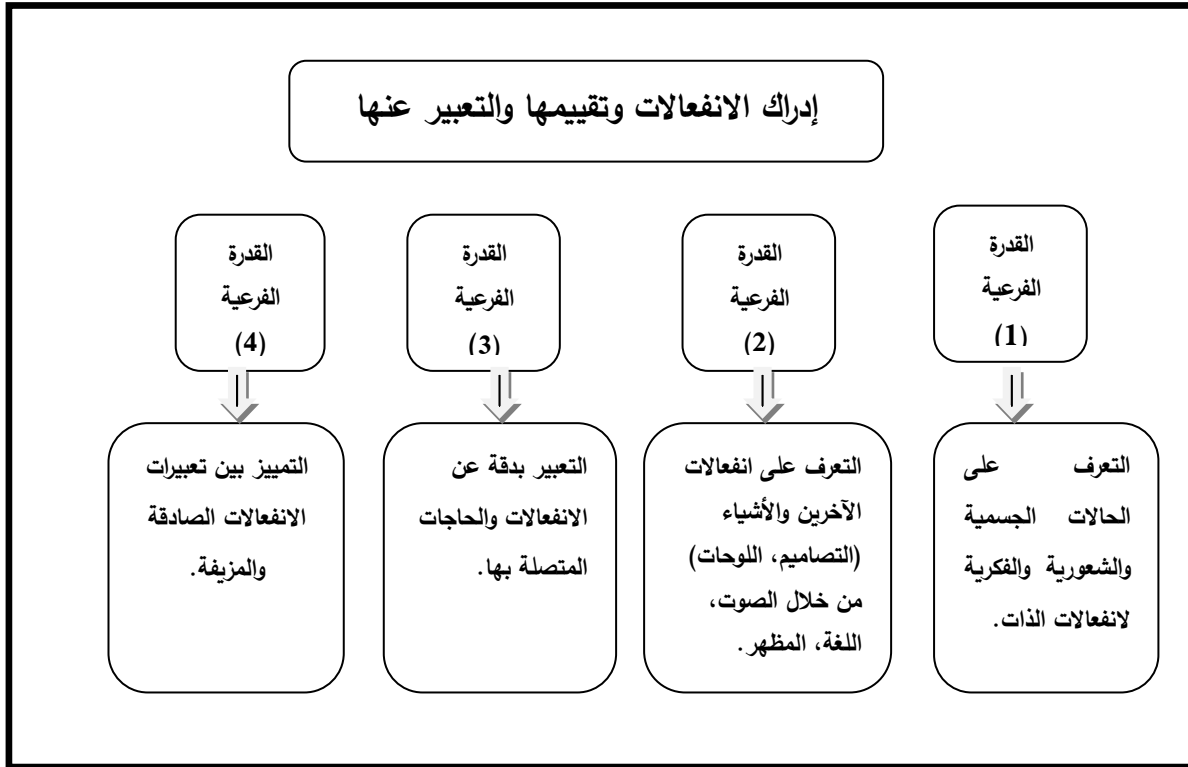 إدراك الانفعالات وتقييمها والتعبير عنها
القدرة
الفرعية
(1)
القدرة
الفرعية
(2)
القدرة
الفرعية
(3)
القدرة
الفرعية
(4)
التعرف على
الحالات الجسمية
والشعورية والفكرية
لانفعالات الذات.
التعرف على انفعالات
الآخرين والأشياء
(التصاميم، اللوحات)
من خلال الصوت،
اللغة، المظهر.
التعبير بدقة عن
الانفعالات والحاجات
المتصلة بها.
التمييز بين تعبيرات
الانفعالات الصادقة
والمزيفة.